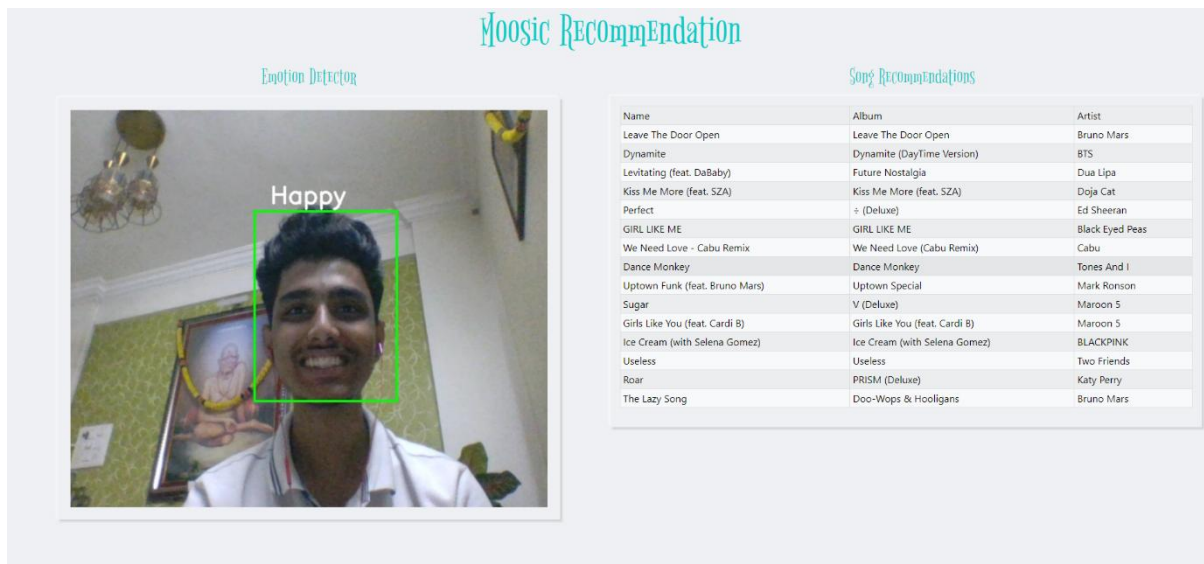 Moosic Recommendation
Emotion Detector
Happy
Song Recommendations
Name Album Artist
Leave The Door Open Leave The Door Open Bruno Mars
Dynamite Dynamite (DayTime Version) BTS
Levitating (feat. DaBaby) Future Nostalgia Dua Lipa
Kiss Me More (feat. SZA) Kiss Me More (feat. SZA) Doja Cat
Perfect ÷ (Deluxe) Ed Sheeran
GIRL LIKE ME GIRL LIKE ME Black Eyed Peas
We Need Love - Cabu Remix We Need Love (Cabu Remix) Cabu
Dance Monkey Dance Monkey Tones And I
Uptown Funk (feat. Bruno Mars) Uptown Special Mark Ronson
Sugar V (Deluxe) Maroon 5
Girls Like You (feat. Cardi B) Girls Like You (feat. Cardi B) Maroon 5
Ice Cream (with Selena Gomez) Ice Cream (with Selena Gomez) BLACKPINK
Useless Useless Two Friends
Roar PRISM (Deluxe) Katy Perry
The Lazy Song Doo-Wops & Hooligans Bruno Mars